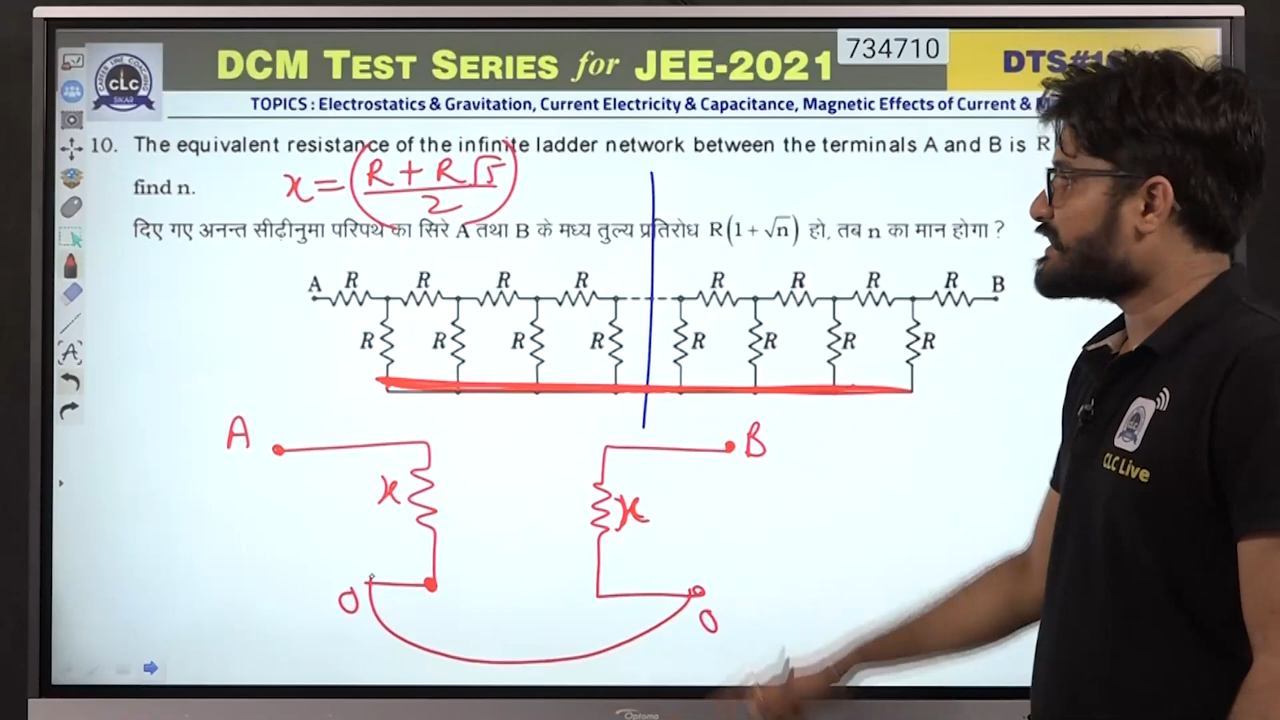 DCM TEST SERIES for JEE-2021
734710
DTS#1
CLC
SIKAR
TOPICS : Electrostatics & Gravitation, Current Electricity & Capacitance, Magnetic Effects of Current &
10. The equivalent resistance of the infinite ladder network between the terminals A and B is R
find n.
x = (R + R√5 / 2)
दिए गए अनन्त सीढ़ीनुमा परिपथ का सिरे A तथा B के मध्य तुल्य प्रतिरोध R(1 + √n) हो, तब n का मान होगा ?
A R R R R R R R R B
R R R R R R R R
A B
x x
O O
CLC Live
Optoma